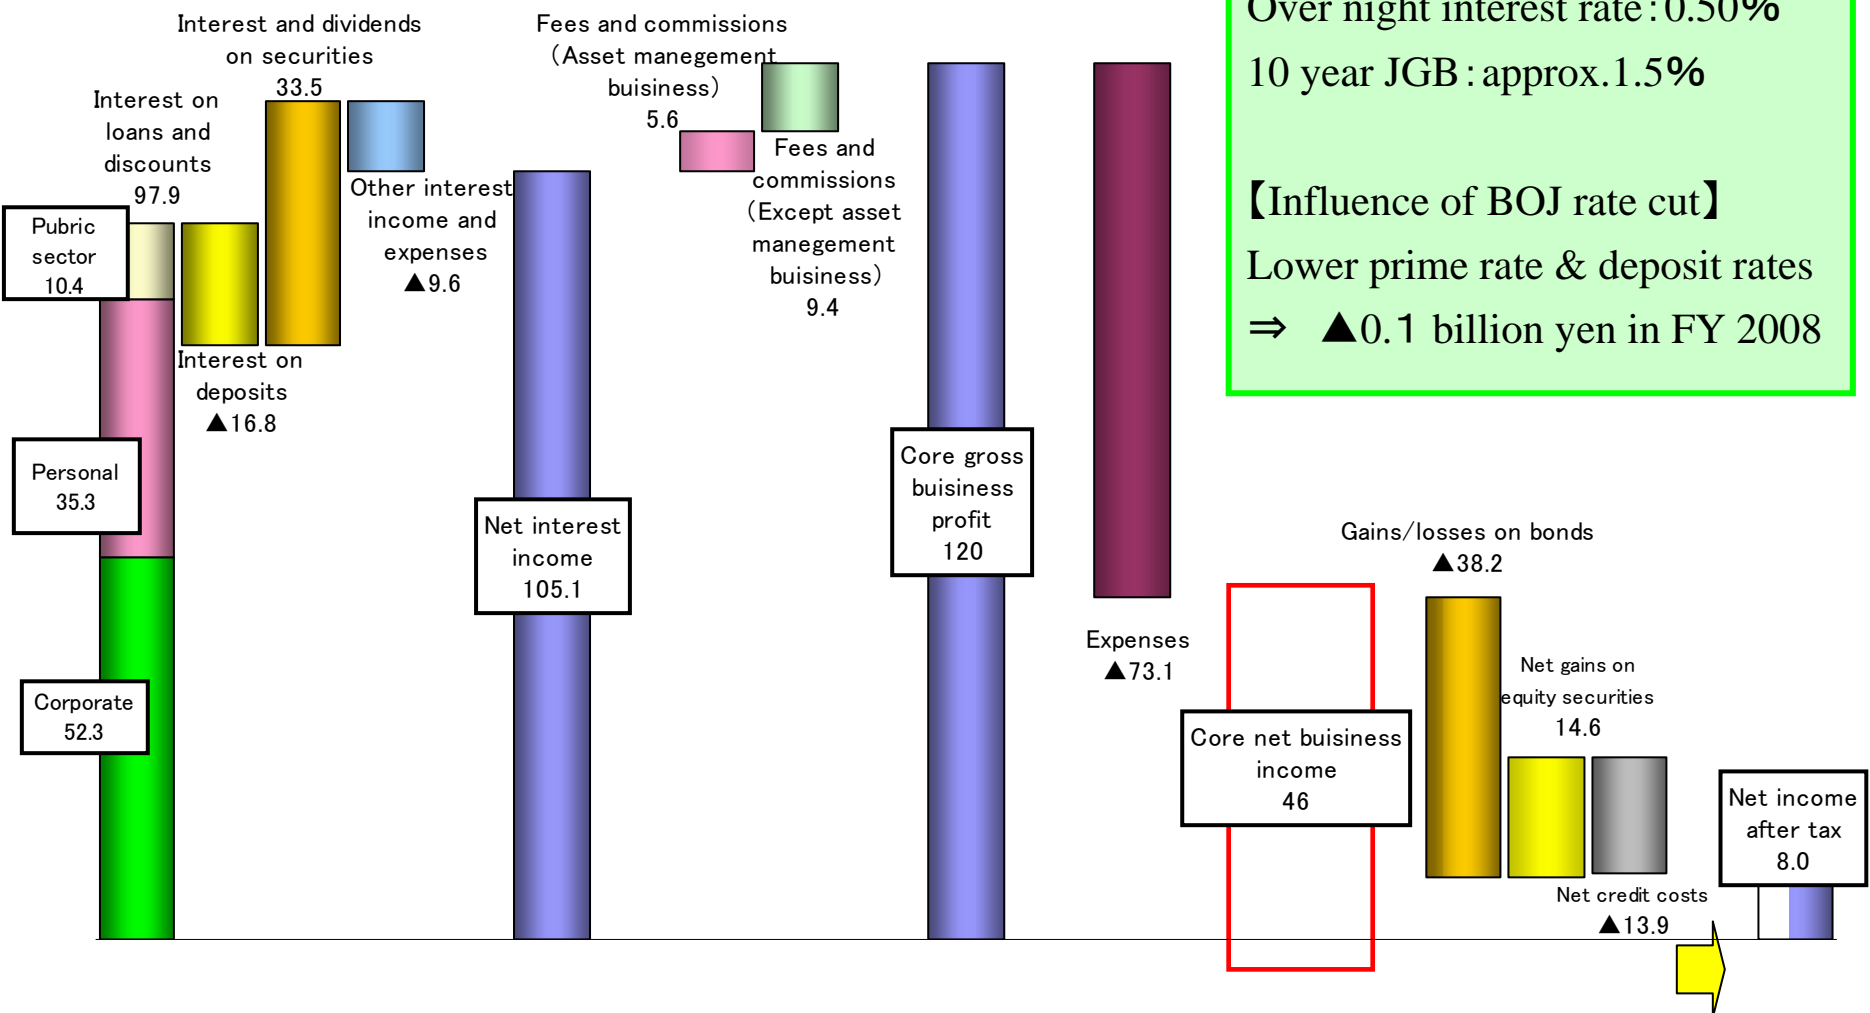 Interest and dividends
on securities
33.5
Fees and commissions
(Asset manegement
buisiness)
5.6
Over night interest rate:0.50%
10 year JGB:approx.1.5%
【Influence of BOJ rate cut】
Lower prime rate & deposit rates
⇒ ▲0.1 billion yen in FY 2008
Interest on
loans and
discounts
97.9
Pubric
sector
10.4
Other interest
income and
expenses
▲9.6
Fees and
commissions
(Except asset
manegement
buisiness)
9.4
Interest on
deposits
▲16.8
Personal
35.3
Net interest
income
105.1
Core gross
buisiness
profit
120
Corporate
52.3
Expenses
▲73.1
Gains/losses on bonds
▲38.2
Core net buisiness
income
46
Net gains on
equity securities
14.6
Net credit costs
▲13.9
Net income
after tax
8.0